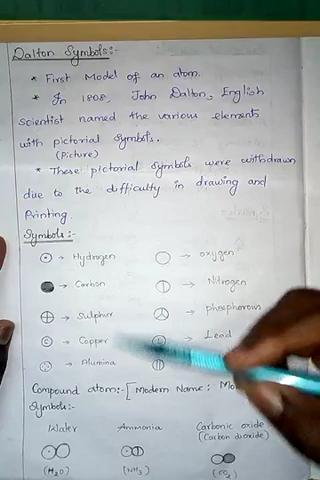 Dalton Symbols:-
* First Model of an atom.
* In 1808, John Dalton, English
scientist named the various elements
with pictorial symbols.
(Picture)
* These pictorial symbols were withdrawn
due to the difficulty in drawing and
Printing.
Symbols:-
→ Hydrogen → oxygen
→ Carbon → Nitrogen
→ Sulphur → phosphorous
© → Copper Ⓛ → Lead
→ Alumina
Compound atom:- [Modern Name: Mo
Symbols:-
Water Ammonia Carbonic oxide
(Carbon dioxide)
(H2O) (NH3) (CO2)